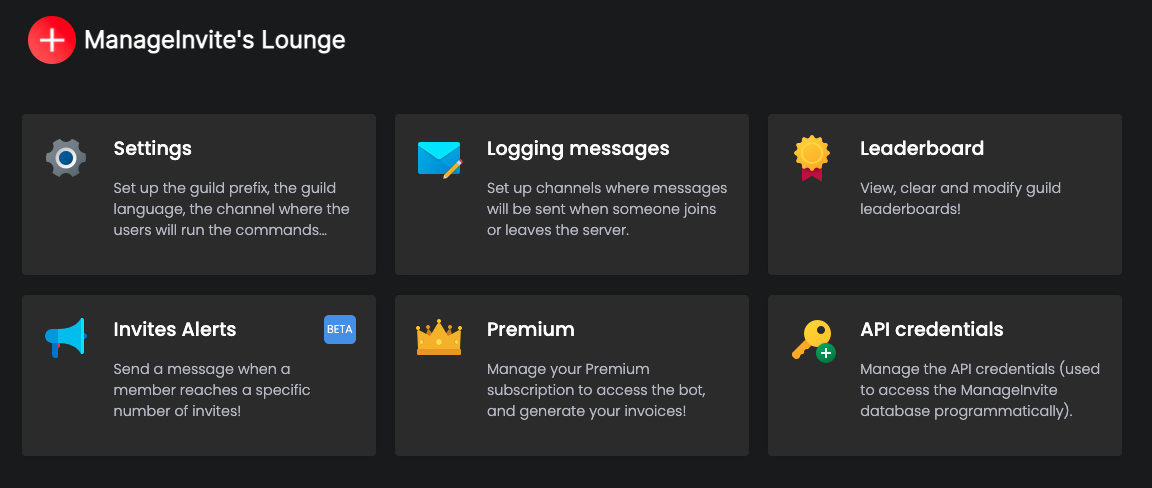 ManageInvite's Lounge
Settings
Set up the guild prefix, the guild
language, the channel where the
users will run the commands...
Logging messages
Set up channels where messages
will be sent when someone joins
or leaves the server.
Leaderboard
View, clear and modify guild
leaderboards!
Invites Alerts
BETA
Send a message when a
member reaches a specific
number of invites!
Premium
Manage your Premium
subscription to access the bot,
and generate your invoices!
API credentials
Manage the API credentials (used
to access the ManageInvite
database programmatically).